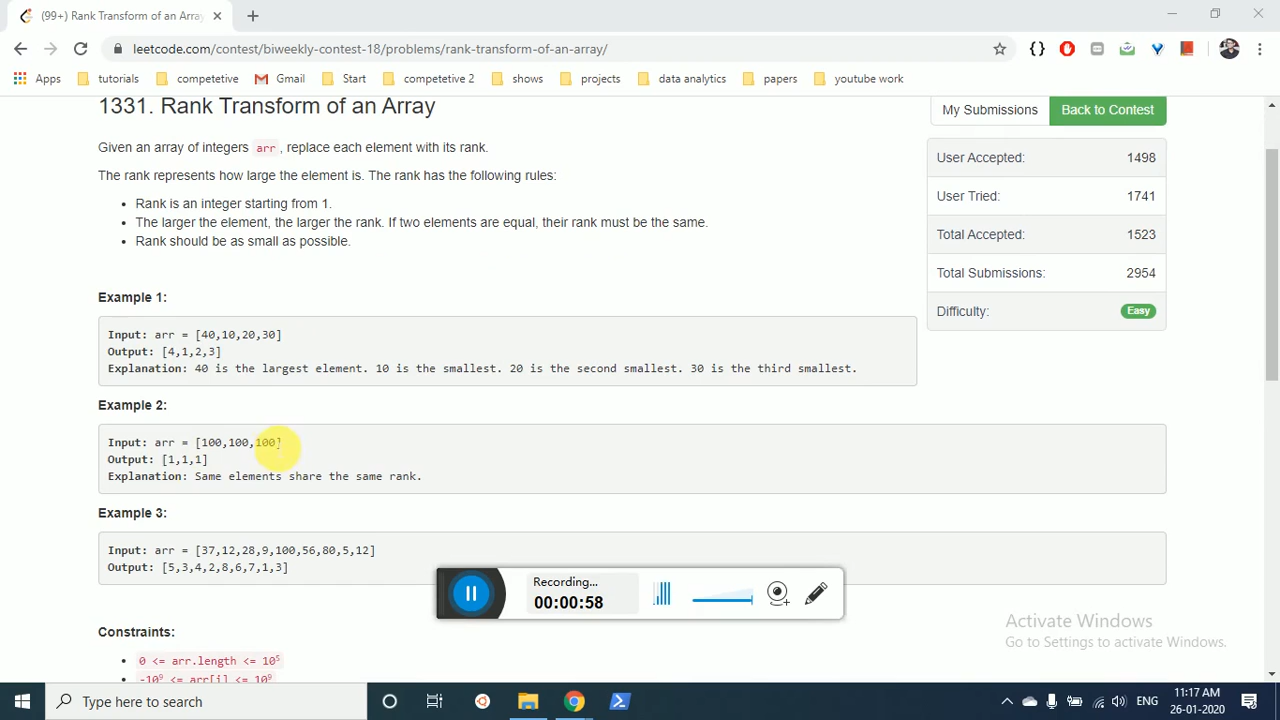 (99+) Rank Transform of an Array
leetcode.com/contest/biweekly-contest-18/problems/rank-transform-of-an-array/
Apps tutorials competetive Gmail Start competetive 2 shows projects data analytics papers youtube work
1331. Rank Transform of an Array
My Submissions Back to Contest
Given an array of integers arr , replace each element with its rank.
User Accepted: 1498
The rank represents how large the element is. The rank has the following rules:
User Tried: 1741
• Rank is an integer starting from 1.
• The larger the element, the larger the rank. If two elements are equal, their rank must be the same.
Total Accepted: 1523
• Rank should be as small as possible.
Total Submissions: 2954
Difficulty: Easy
Example 1:
Input: arr = [40,10,20,30]
Output: [4,1,2,3]
Explanation: 40 is the largest element. 10 is the smallest. 20 is the second smallest. 30 is the third smallest.
Example 2:
Input: arr = [100,100,100]
Output: [1,1,1]
Explanation: Same elements share the same rank.
Example 3:
Input: arr = [37,12,28,9,100,56,80,5,12]
Output: [5,3,4,2,8,6,7,1,3]
Recording...
00:00:58
Constraints:
Activate Windows
Go to Settings to activate Windows.
• 0 <= arr.length <= 10⁵
• -10⁹ <= arr[i] <= 10⁹
Type here to search
ENG
11:17 AM
26-01-2020